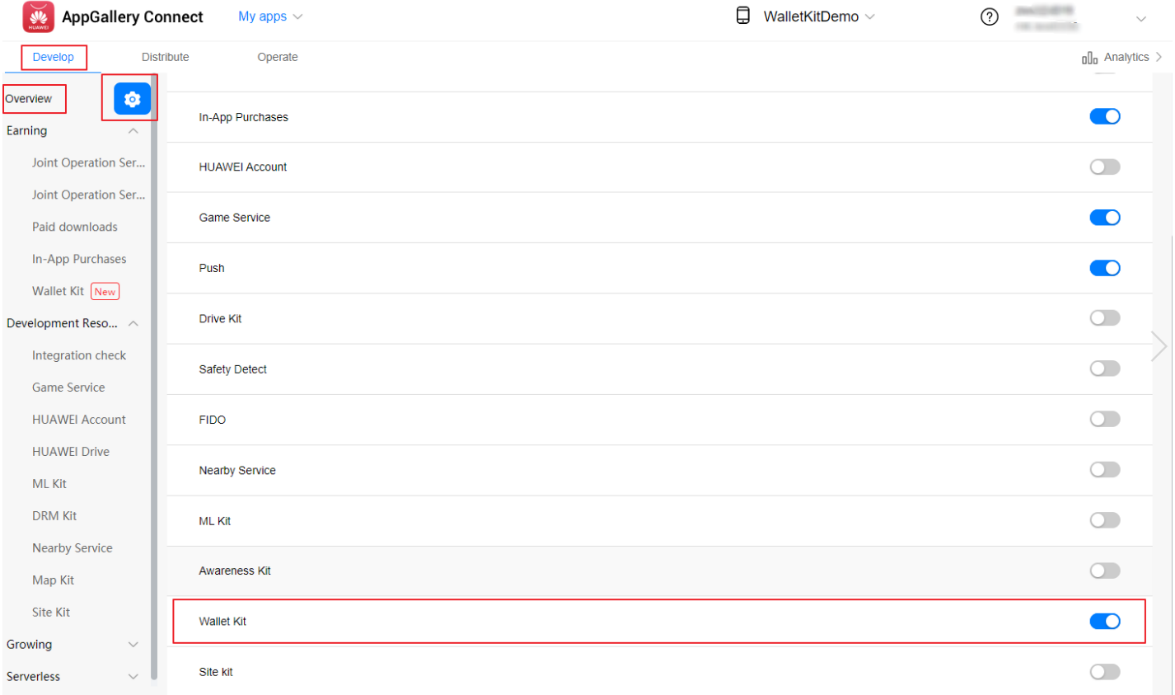 HUAWEI
AppGallery Connect
My apps
WalletKitDemo
?
Develop
Distribute
Operate
Analytics
Overview
Earning
Joint Operation Ser...
Joint Operation Ser...
Paid downloads
In-App Purchases
Wallet Kit New
Development Reso...
Integration check
Game Service
HUAWEI Account
HUAWEI Drive
ML Kit
DRM Kit
Nearby Service
Map Kit
Site Kit
Growing
Serverless
In-App Purchases
HUAWEI Account
Game Service
Push
Drive Kit
Safety Detect
FIDO
Nearby Service
ML Kit
Awareness Kit
Wallet Kit
Site kit